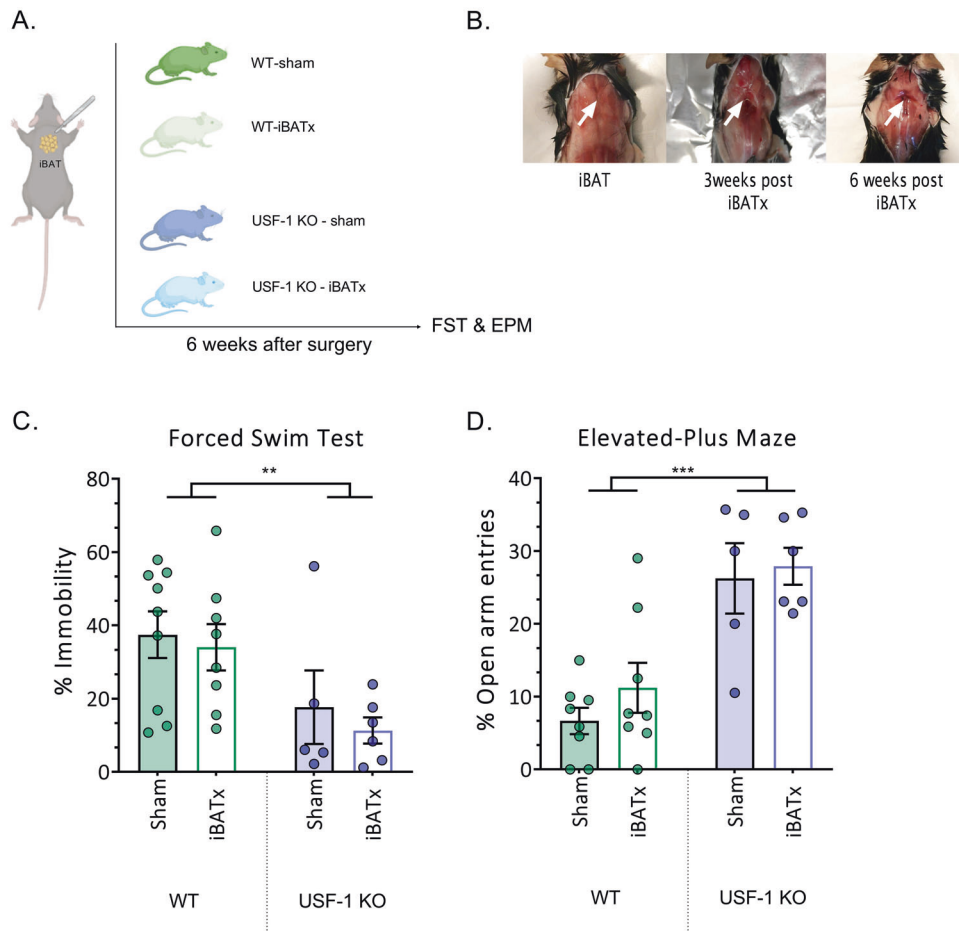 A.
iBAT
WT-sham
WT-iBATx
USF-1 KO - sham
USF-1 KO - iBATx
FST & EPM
6 weeks after surgery
B.
iBAT
3weeks post
iBATx
6 weeks post
iBATx
C.
Forced Swim Test
**
% Immobility
80
60
40
20
0
Sham
iBATx
Sham
iBATx
WT
USF-1 KO
D.
Elevated-Plus Maze
***
% Open arm entries
40
30
20
10
0
Sham
iBATx
Sham
iBATx
WT
USF-1 KO